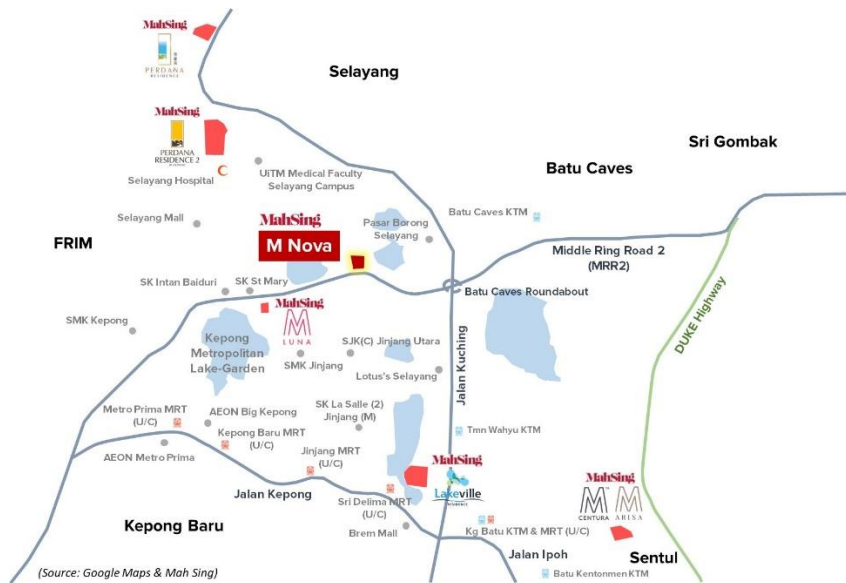 MahSing
PERDANA
RESIDENCE
Selayang
MahSing
PERDANA
RESIDENCE 2
Selayang Hospital
UiTM Medical Faculty
Selayang Campus
Sri Gombak
Batu Caves
Selayang Mall
MahSing
M Nova
Pasar Borong
Selayang
Batu Caves KTM
FRIM
Middle Ring Road 2
(MRR2)
SK Intan Baiduri
SK St Mary
Batu Caves Roundabout
MahSing
M
LUNA
SMK Kepong
Kepong
Metropolitan
Lake-Garden
SJK(C) Jinjang Utara
SMK Jinjang
Lotus's Selayang
Jalan Kuching
DUKE Highway
Metro Prima MRT
(U/C)
AEON Big Kepong
Kepong Baru MRT
(U/C)
SK La Salle (2)
Jinjang (M)
Tmn Wahyu KTM
AEON Metro Prima
Jinjang MRT
(U/C)
MahSing
Lakeville
RESIDENCE
MahSing
M
CENTURA
M
ARISA
Jalan Kepong
Sri Delima MRT
(U/C)
Kepong Baru
Brem Mall
Kg Batu KTM & MRT (U/C)
Jalan Ipoh
Sentul
Batu Kentonmen KTM
(Source: Google Maps & Mah Sing)